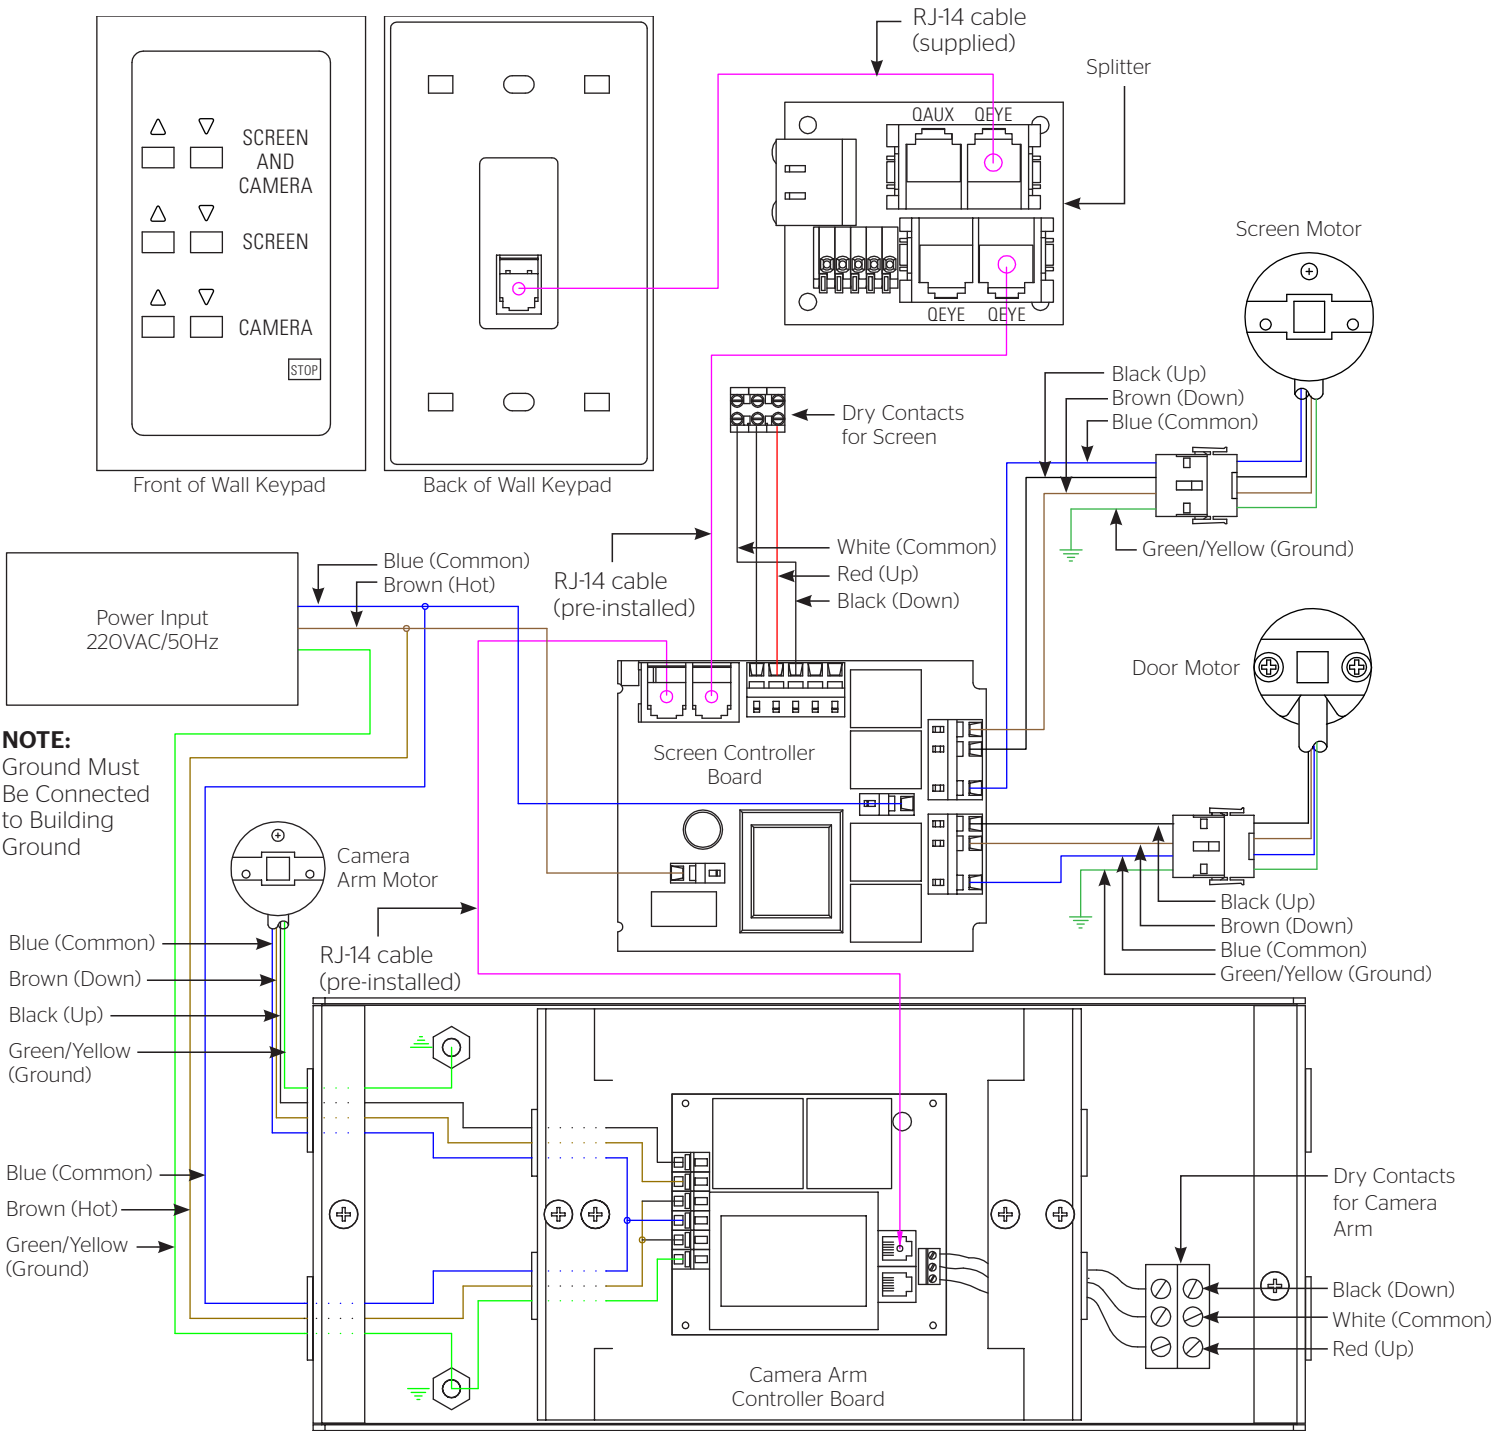 RJ-14 cable
(supplied)
Splitter
QAUX QEYE
SCREEN
AND
CAMERA
SCREEN
CAMERA
STOP
QEYE QEYE
Front of Wall Keypad
Back of Wall Keypad
Screen Motor
Black (Up)
Brown (Down)
Blue (Common)
Green/Yellow (Ground)
Dry Contacts
for Screen
White (Common)
Red (Up)
Black (Down)
RJ-14 cable
(pre-installed)
Blue (Common)
Brown (Hot)
Power Input
220VAC/50Hz
NOTE:
Ground Must
Be Connected
to Building
Ground
Door Motor
Screen Controller
Board
Camera
Arm Motor
Black (Up)
Brown (Down)
Blue (Common)
Green/Yellow (Ground)
RJ-14 cable
(pre-installed)
Blue (Common)
Brown (Down)
Black (Up)
Green/Yellow
(Ground)
Blue (Common)
Brown (Hot)
Green/Yellow
(Ground)
Dry Contacts
for Camera
Arm
Black (Down)
White (Common)
Red (Up)
Camera Arm
Controller Board